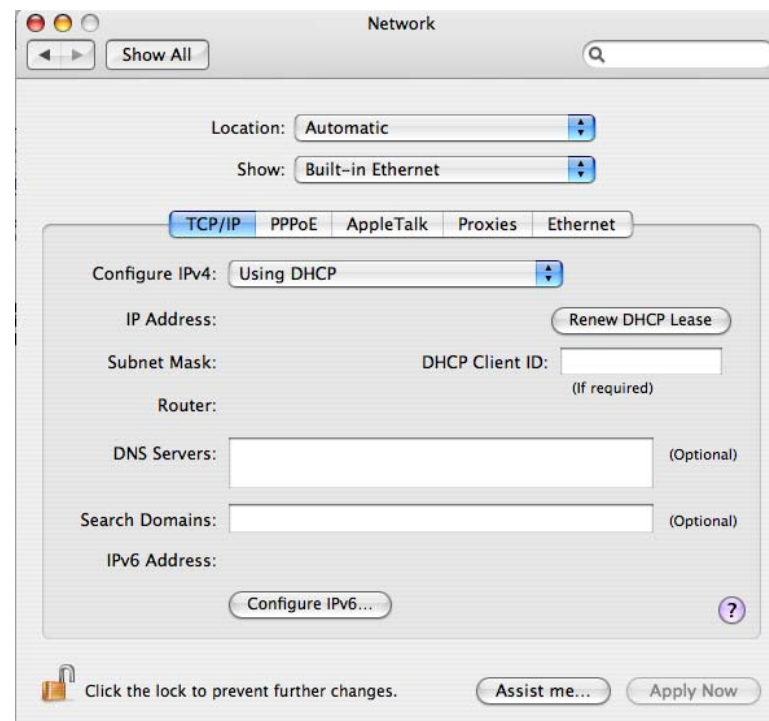 Network
Show All
Location: Automatic
Show: Built-in Ethernet
TCP/IP PPPoE AppleTalk Proxies Ethernet
Configure IPv4: Using DHCP
IP Address: Renew DHCP Lease
Subnet Mask: DHCP Client ID:
(If required)
Router:
DNS Servers: (Optional)
Search Domains: (Optional)
IPv6 Address:
Configure IPv6...
?
Click the lock to prevent further changes. Assist me... Apply Now